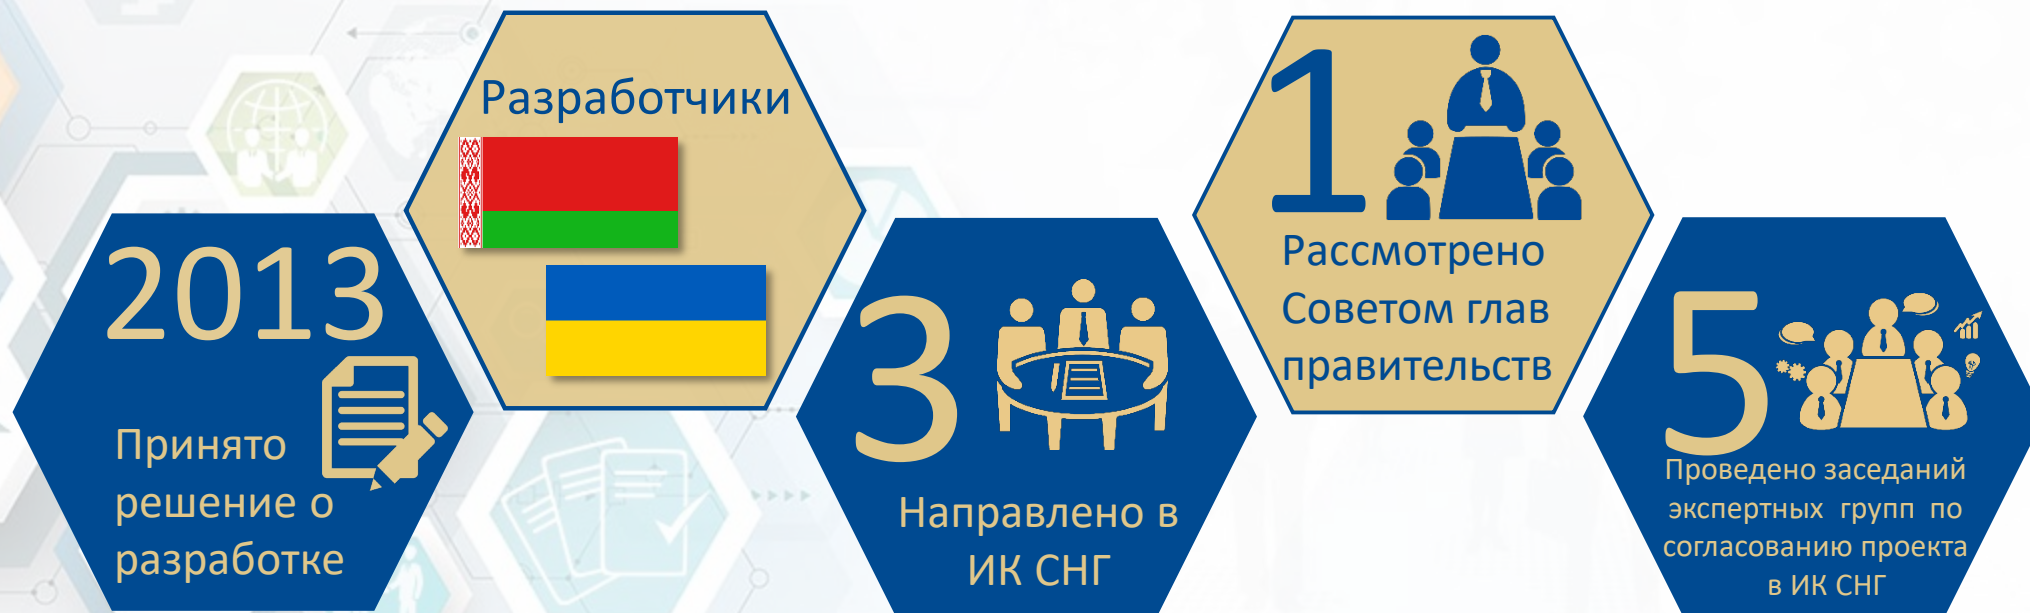 2013
Принято
решение о
разработке
Разработчики
3
Направлено в
ИК СНГ
1
Рассмотрено
Советом глав
правительств
5
Проведено заседаний
экспертных групп по
согласованию проекта
в ИК СНГ